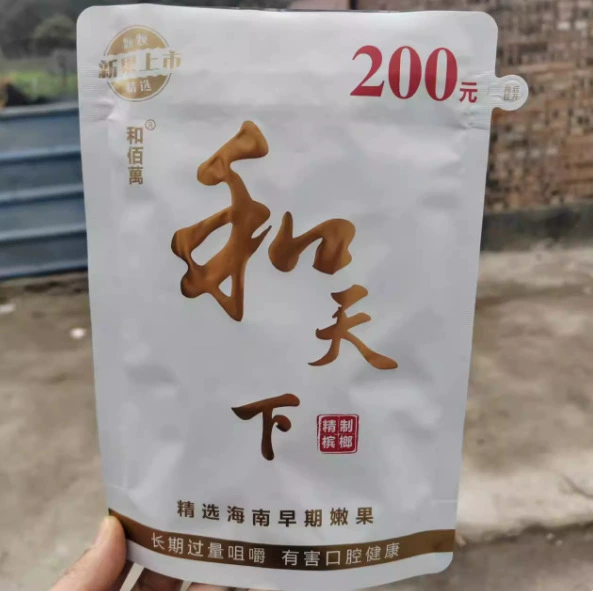 新果上市
精选
200元
和佰萬®
和天下
精制
槟榔
精选海南早期嫩果
长期过量咀嚼 有害口腔健康